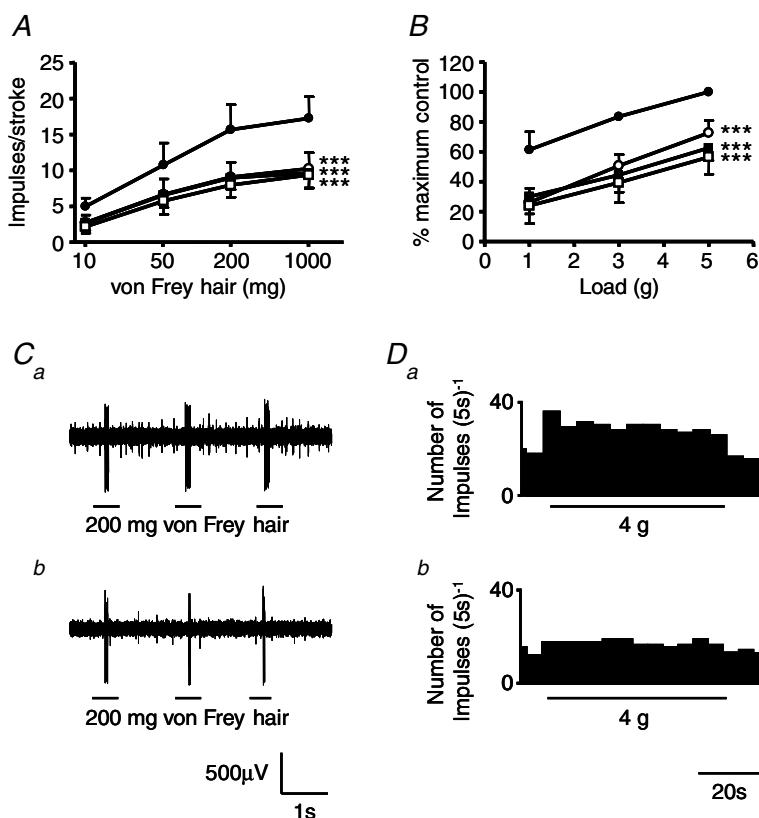 A
Impulses/stroke
25
20
15
10
5
0
***
***
***
10 50 200 1000
von Frey hair (mg)
B
% maximum control
120
100
80
60
40
20
0
***
***
***
0 1 2 3 4 5 6
Load (g)
C a
200 mg von Frey hair
b
200 mg von Frey hair
500µV
1s
D a
Number of
Impulses (5s)-1
40
0
4 g
b
Number of
Impulses (5s)-1
40
0
4 g
20s